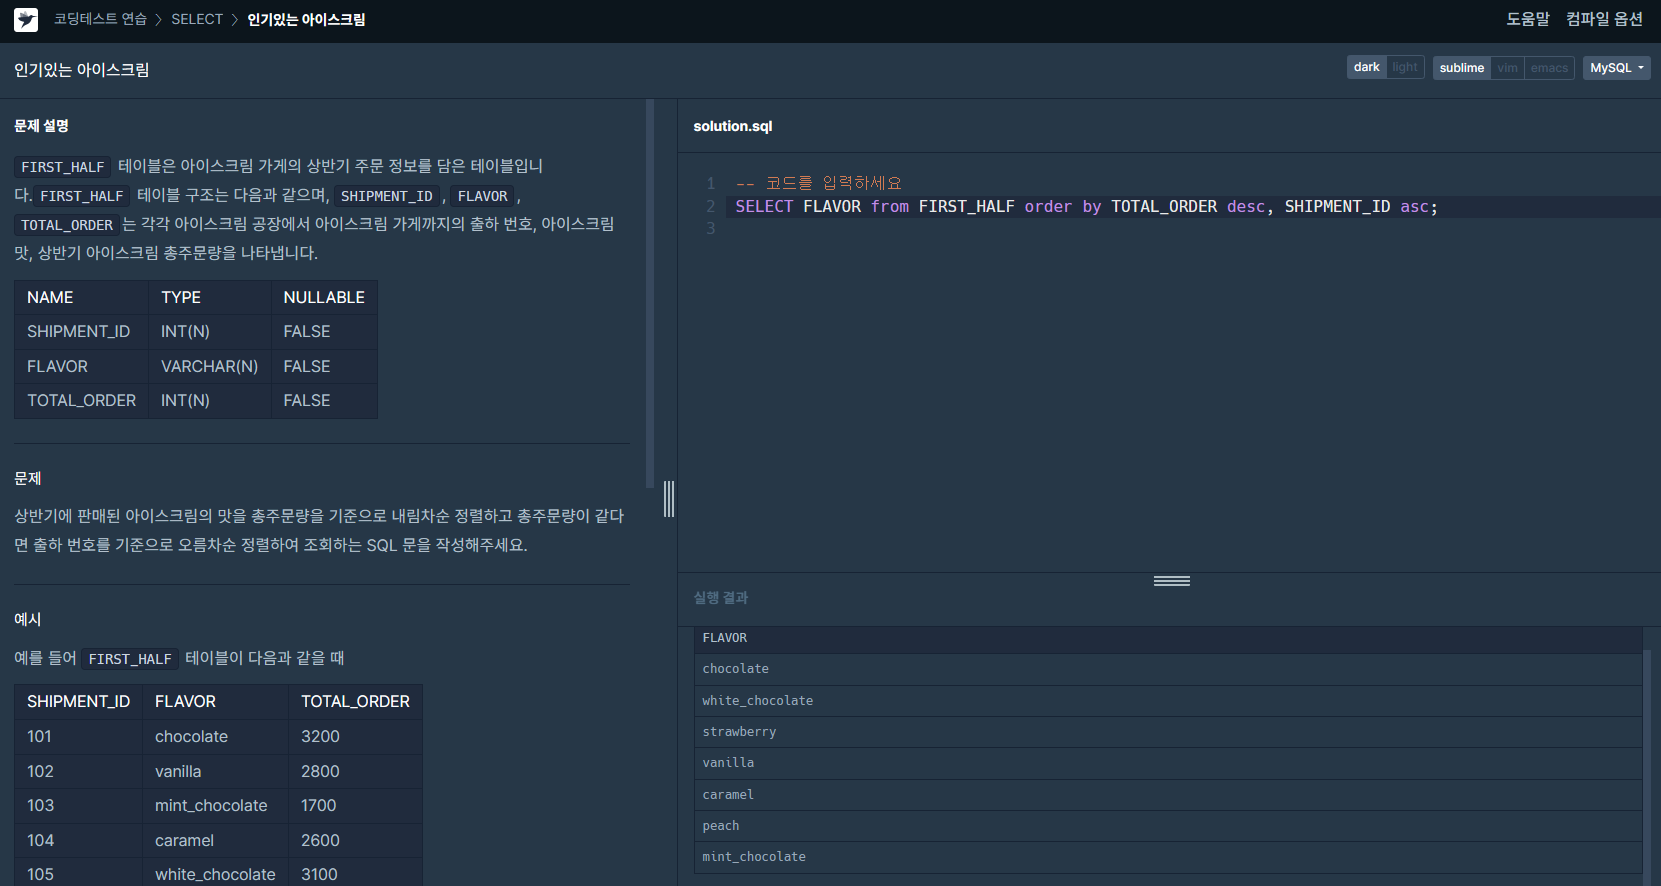 코딩테스트 연습 > SELECT > 인기있는 아이스크림
도움말 컴파일 옵션
인기있는 아이스크림
dark light sublime vim emacs MySQL
문제 설명
FIRST_HALF 테이블은 아이스크림 가게의 상반기 주문 정보를 담은 테이블입니
다. FIRST_HALF 테이블 구조는 다음과 같으며, SHIPMENT_ID, FLAVOR,
TOTAL_ORDER 는 각각 아이스크림 공장에서 아이스크림 가게까지의 출하 번호, 아이스크림
맛, 상반기 아이스크림 총주문량을 나타냅니다.
NAME TYPE NULLABLE
SHIPMENT_ID INT(N) FALSE
FLAVOR VARCHAR(N) FALSE
TOTAL_ORDER INT(N) FALSE
문제
상반기에 판매된 아이스크림의 맛을 총주문량을 기준으로 내림차순 정렬하고 총주문량이 같다
면 출하 번호를 기준으로 오름차순 정렬하여 조회하는 SQL 문을 작성해주세요.
예시
예를 들어 FIRST_HALF 테이블이 다음과 같을 때
SHIPMENT_ID FLAVOR TOTAL_ORDER
101 chocolate 3200
102 vanilla 2800
103 mint_chocolate 1700
104 caramel 2600
105 white_chocolate 3100
solution.sql
1 -- 코드를 입력하세요
2 SELECT FLAVOR from FIRST_HALF order by TOTAL_ORDER desc, SHIPMENT_ID asc;
3
실행 결과
FLAVOR
chocolate
white_chocolate
strawberry
vanilla
caramel
peach
mint_chocolate